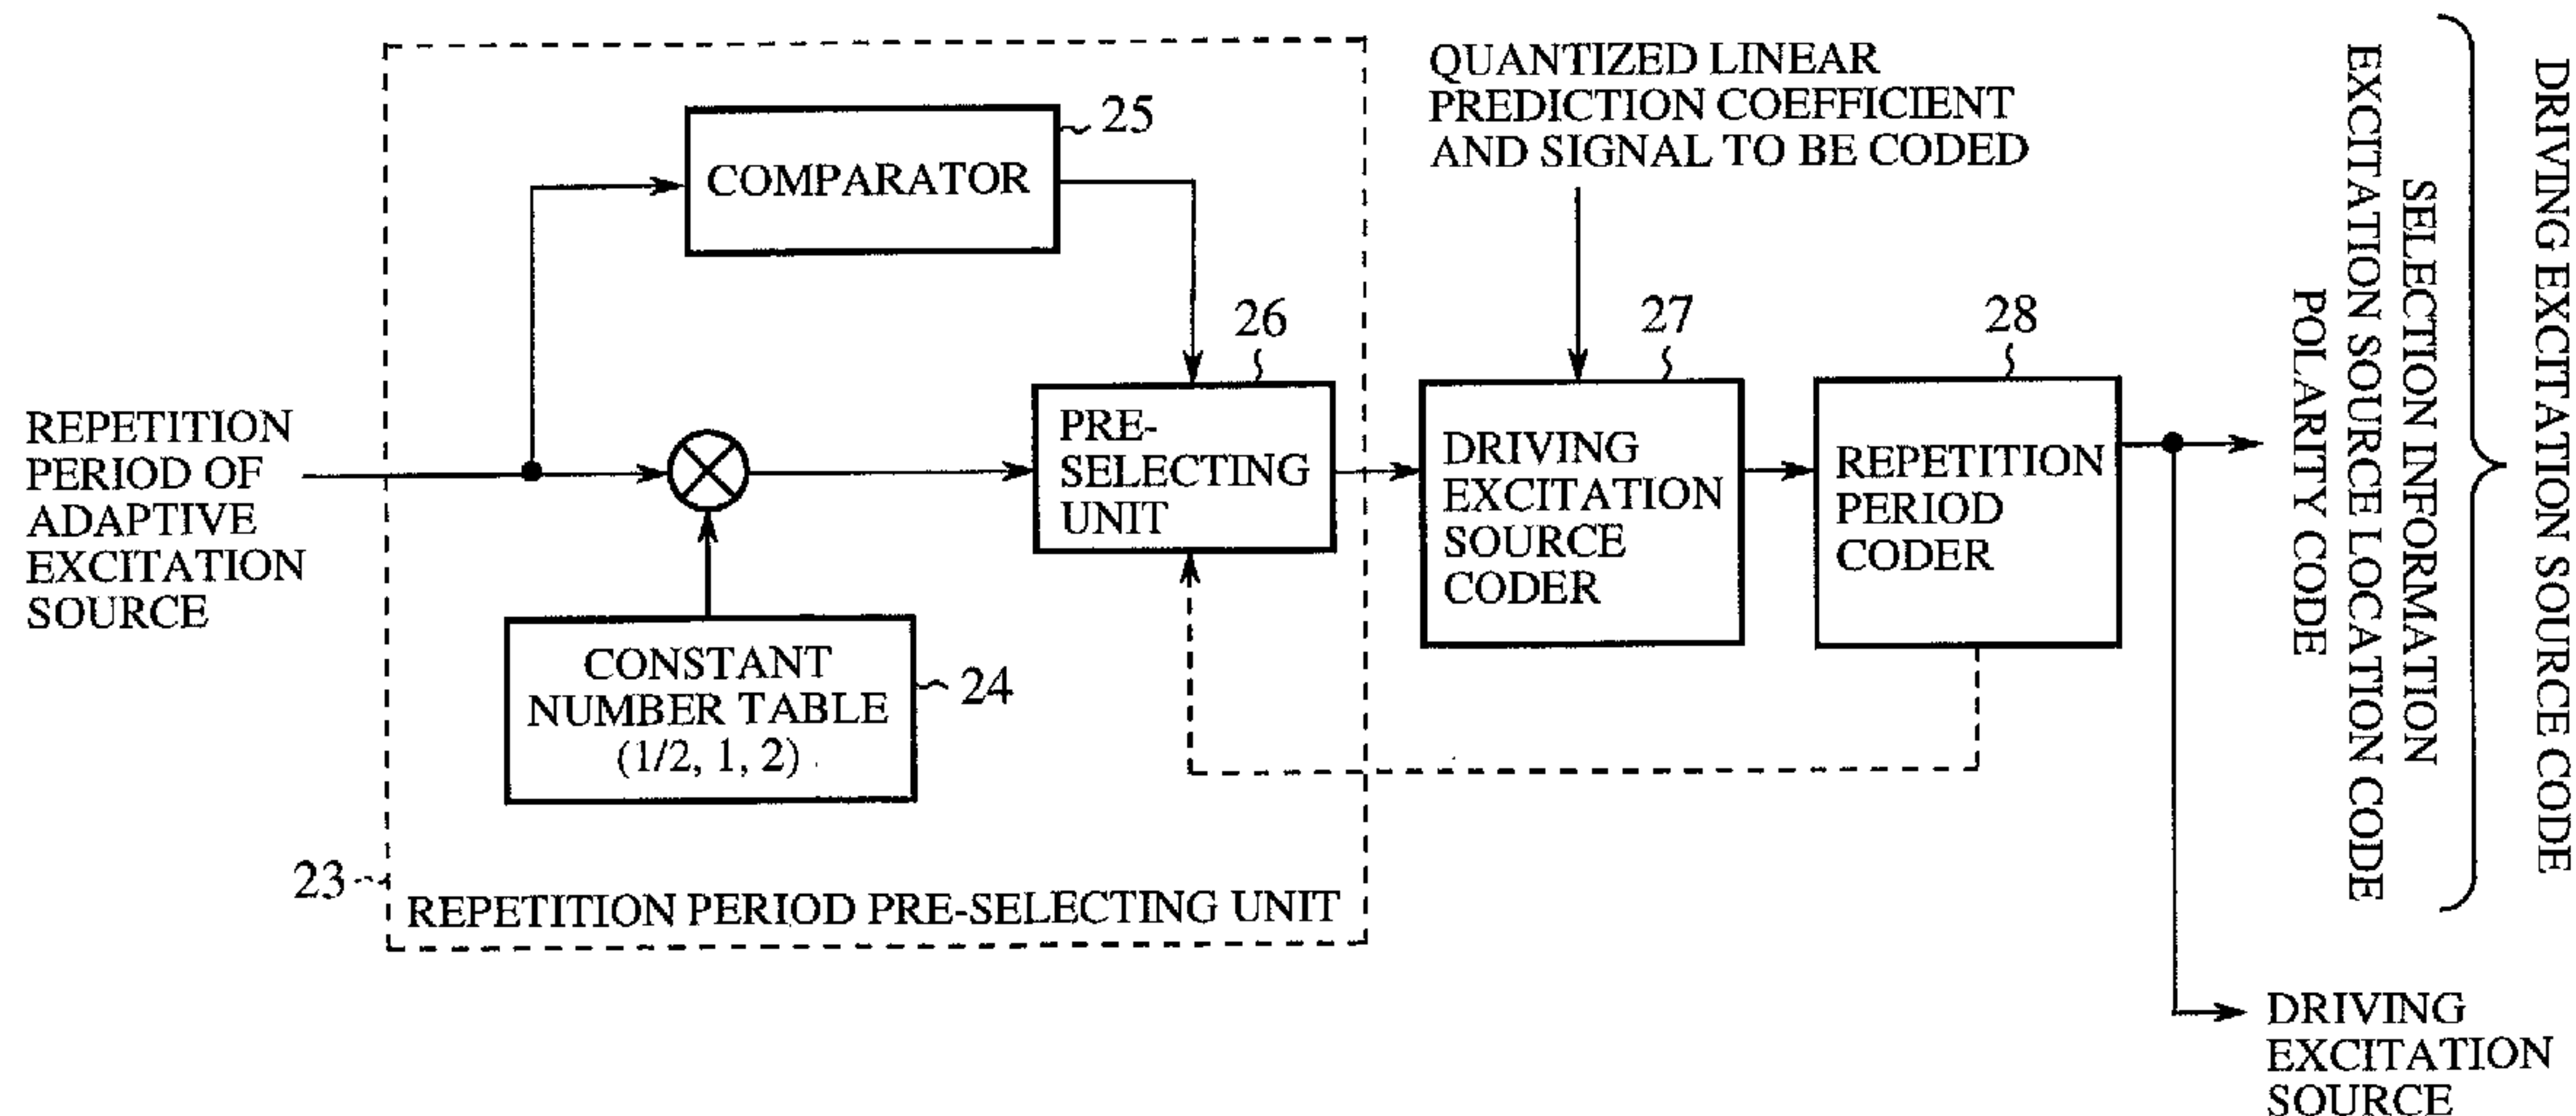 REPETITION
PERIOD OF
ADAPTIVE
EXCITATION
SOURCE
23
COMPARATOR
25
CONSTANT
NUMBER TABLE
(1/2, 1, 2)
24
PRE-
SELECTING
UNIT
26
REPETITION PERIOD PRE-SELECTING UNIT
QUANTIZED LINEAR
PREDICTION COEFFICIENT
AND SIGNAL TO BE CODED
27
DRIVING
EXCITATION
SOURCE
CODER
28
REPETITION
PERIOD
CODER
DRIVING EXCITATION SOURCE CODE
SELECTION INFORMATION
EXCITATION SOURCE LOCATION CODE
POLARITY CODE
DRIVING
EXCITATION
SOURCE